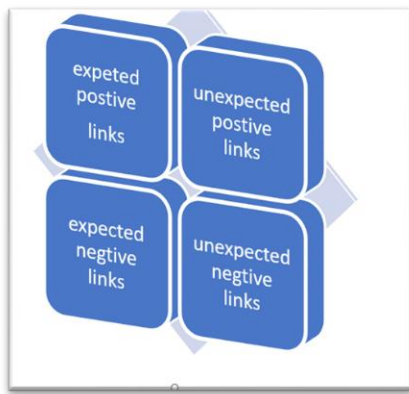 expeted
postive
links
unexpected
postive
links
expected
negtive
links
unexpected
negtive
links